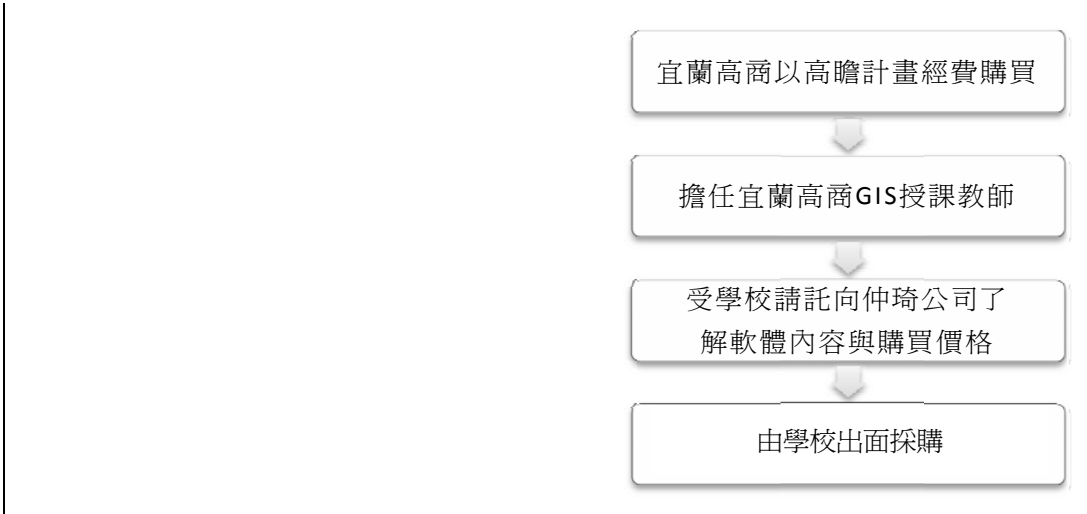 宜蘭高商以高瞻計畫經費購買
擔任宜蘭高商GIS授課教師
受學校請託向仲琦公司了
解軟體內容與購買價格
由學校出面採購